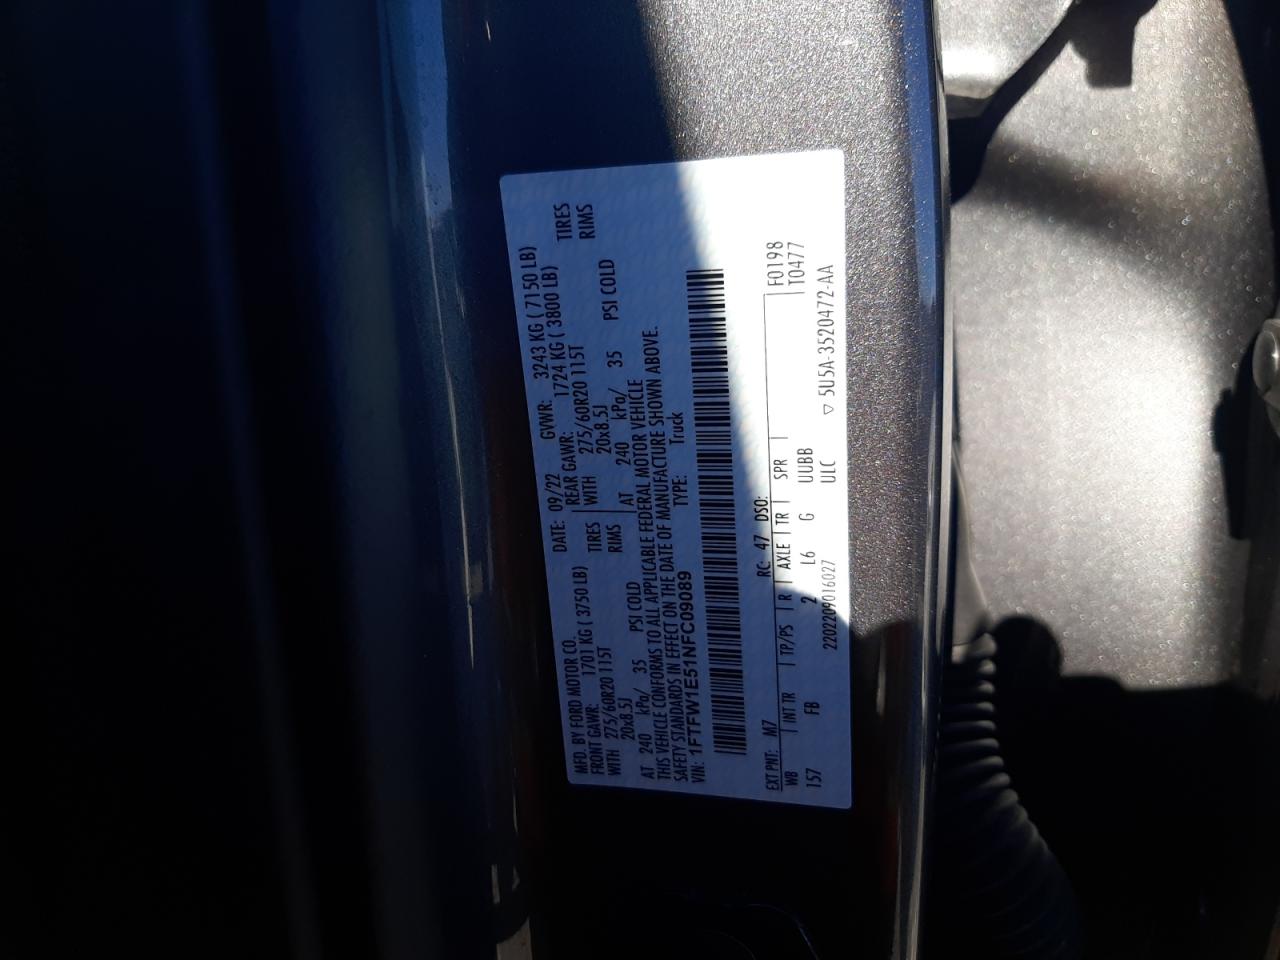 MFD. BY FORD MOTOR CO. DATE: 09/22 GVWR: 3243 KG ( 7150 LB)
FRONT GAWR: 1701 KG ( 3750 LB) REAR GAWR: 1724 KG ( 3800 LB)
WITH 275/60R20 115T TIRES WITH 275/60R20 115T TIRES
20x8.5J RIMS 20x8.5J RIMS
AT 240 kPa/ 35 PSI COLD AT 240 kPa/ 35 PSI COLD
THIS VEHICLE CONFORMS TO ALL APPLICABLE FEDERAL MOTOR VEHICLE
SAFETY STANDARDS IN EFFECT ON THE DATE OF MANUFACTURE SHOWN ABOVE.
VIN: 1FTFW1E51NFC09089 TYPE: Truck
EXT PNT: M7 RC: 47 DSO: F0198
WB INT TR TP/PS R AXLE TR SPR T0477
157 FB 2 L6 G UUBB
2202209016027 ULC ▽ 5U5A-3520472-AA